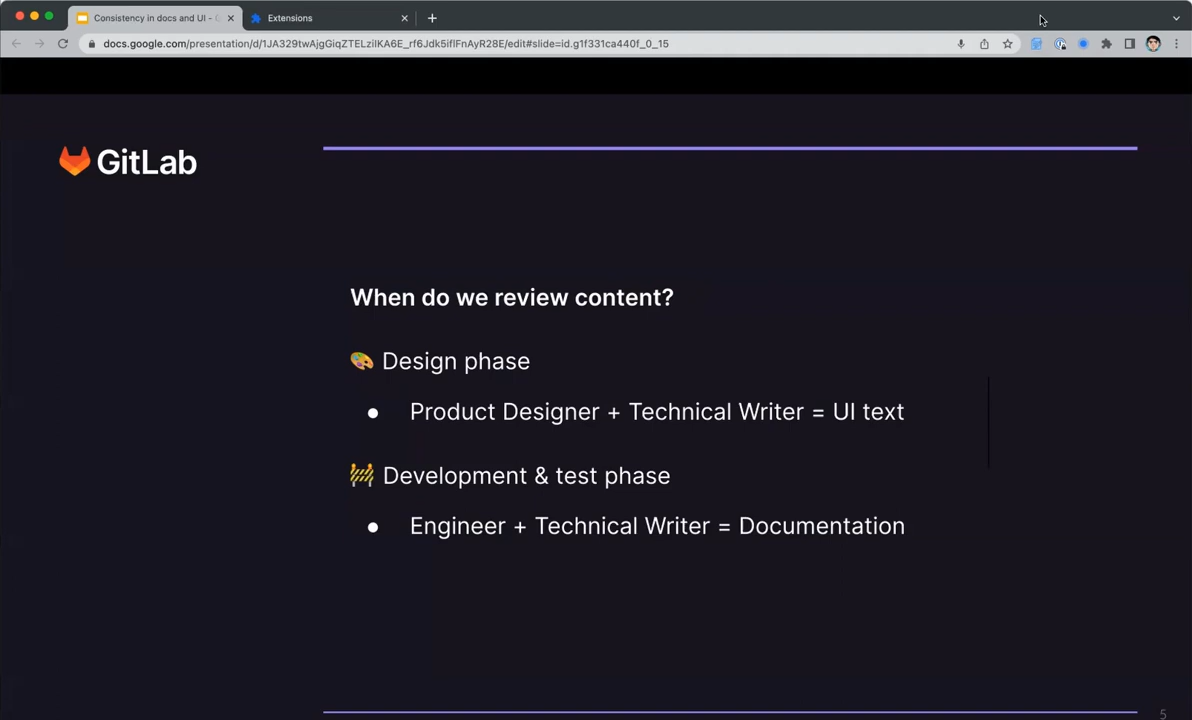 Consistency in docs and UI - G
Extensions
docs.google.com/presentation/d/1JA329twAjgGiqZTELzilKA6E_rf6Jdk5iflFnAyR28E/edit#slide=id.g1f331ca440f_0_15
GitLab
When do we review content?
🎨 Design phase
● Product Designer + Technical Writer = UI text
🚧 Development & test phase
● Engineer + Technical Writer = Documentation
5